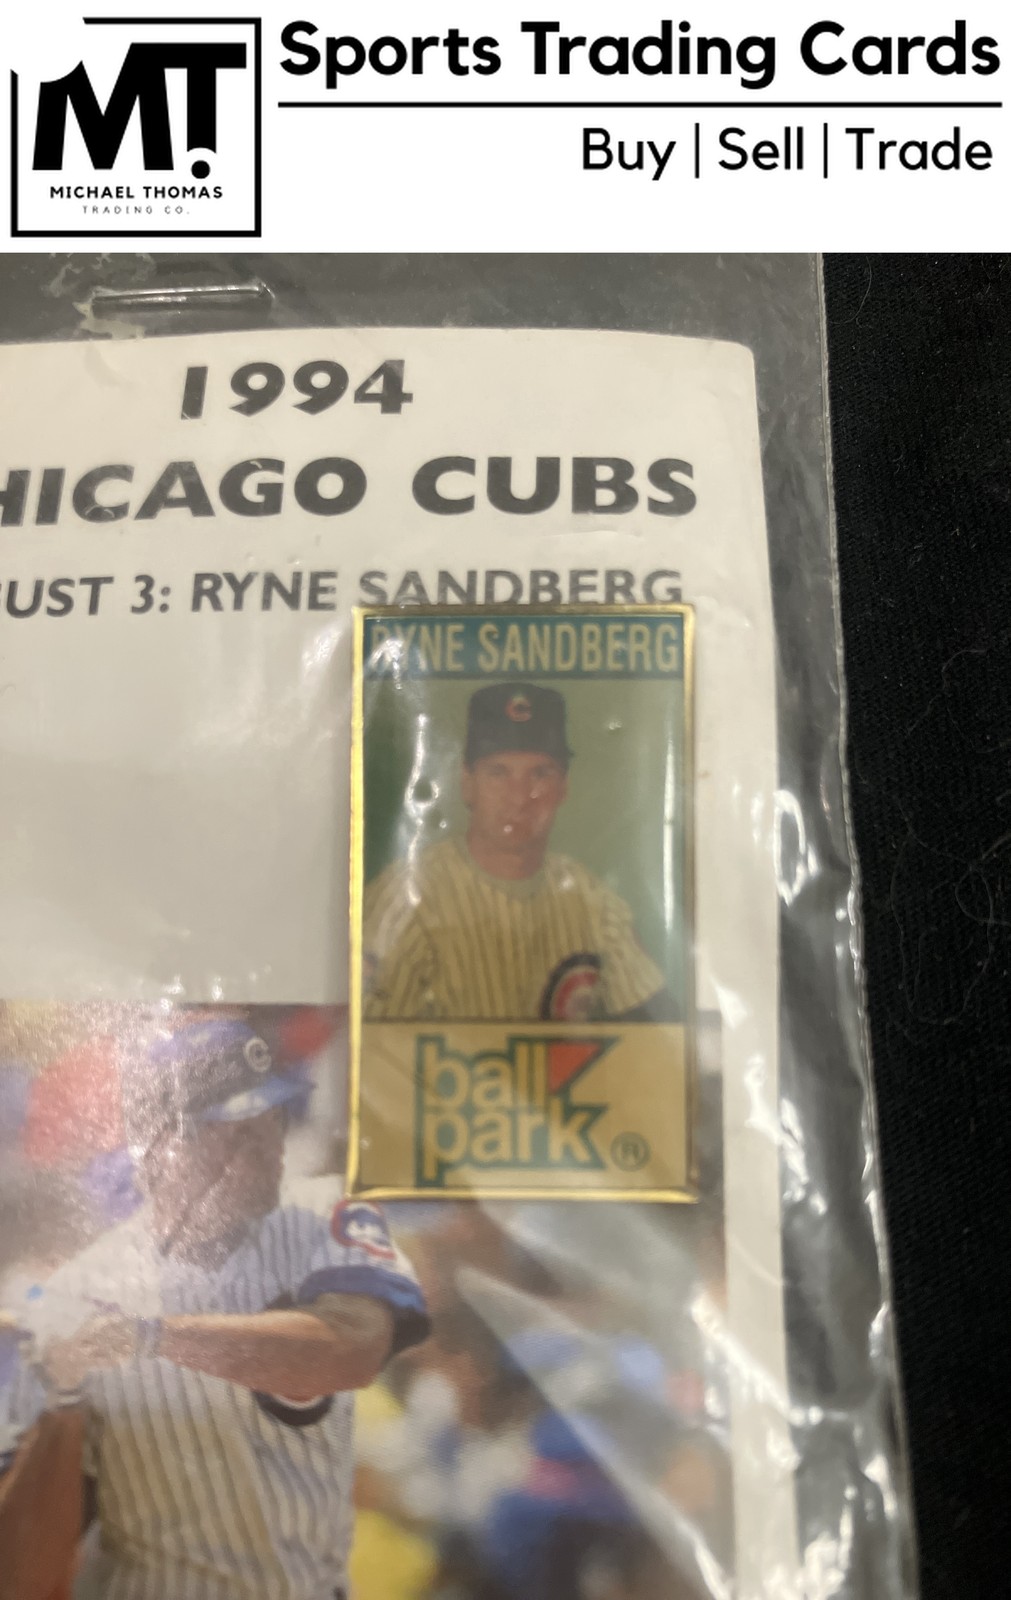 MT.
MICHAEL THOMAS
TRADING CO.
Sports Trading Cards
Buy | Sell | Trade
1994
HICAGO CUBS
UST 3: RYNE SANDBERG
RYNE SANDBERG
C
ball
park ®
C